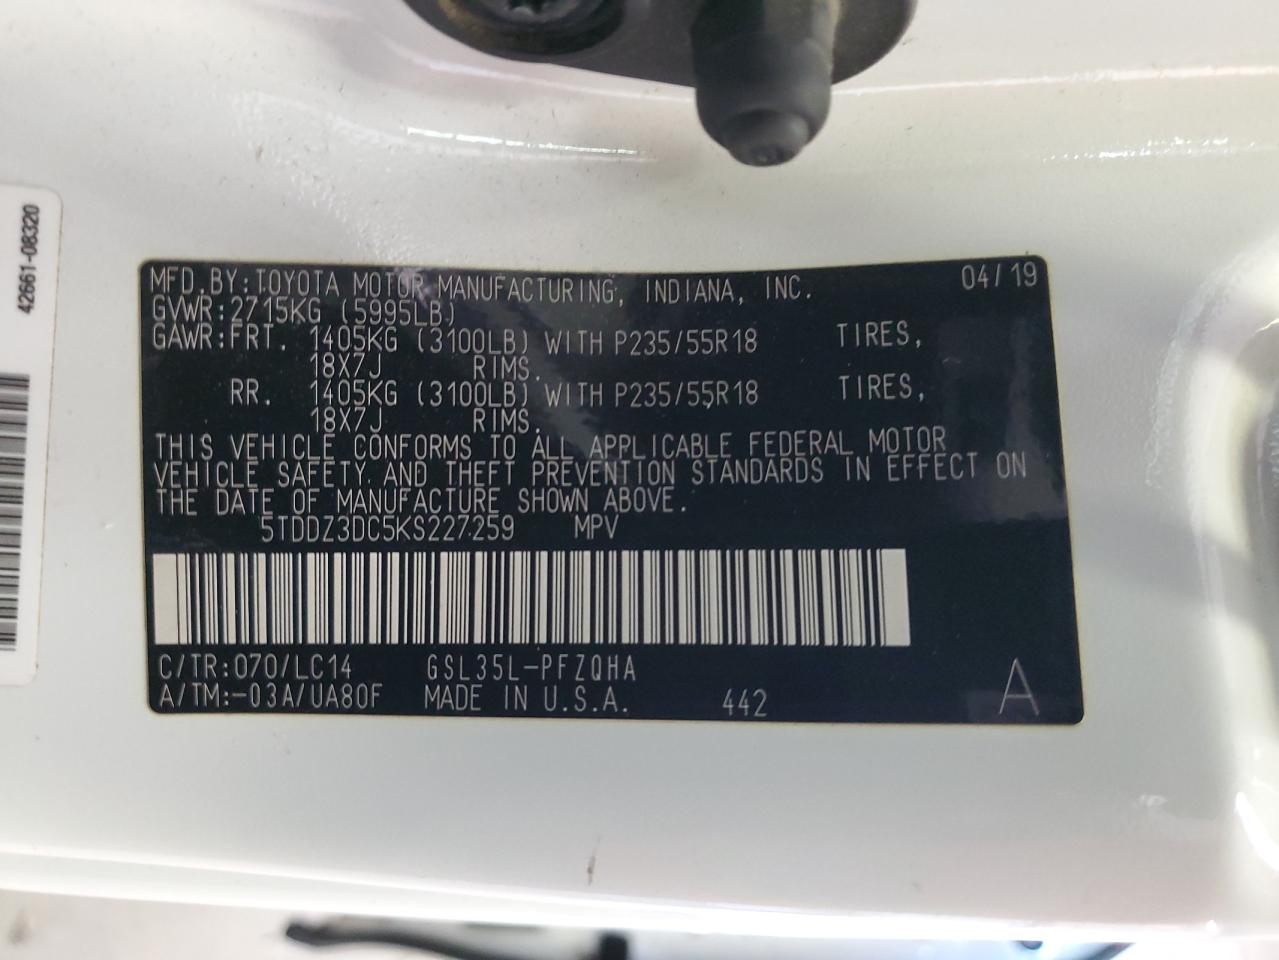 42661-08320
MFD.BY:TOYOTA MOTOR MANUFACTURING, INDIANA, INC. 04/19
GVWR:2715KG (5995LB)
GAWR:FRT. 1405KG (3100LB) WITH P235/55R18 TIRES,
18X7J RIMS.
RR. 1405KG (3100LB) WITH P235/55R18 TIRES,
18X7J RIMS.
THIS VEHICLE CONFORMS TO ALL APPLICABLE FEDERAL MOTOR
VEHICLE SAFETY AND THEFT PREVENTION STANDARDS IN EFFECT ON
THE DATE OF MANUFACTURE SHOWN ABOVE.
5TDDZ3DC5KS227259 MPV
C/TR:070/LC14 GSL35L-PFZQHA
A/TM:-03A/UA80F MADE IN U.S.A. 442 A